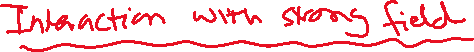 Interaction with strong field